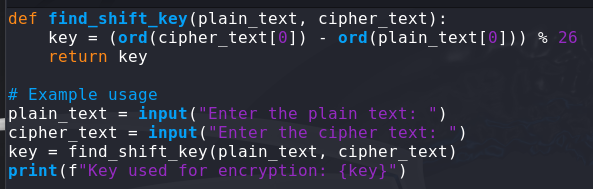 def find_shift_key(plain_text, cipher_text):
    key = (ord(cipher_text[0]) - ord(plain_text[0])) % 26
    return key

# Example usage
plain_text = input("Enter the plain text: ")
cipher_text = input("Enter the cipher text: ")
key = find_shift_key(plain_text, cipher_text)
print(f"Key used for encryption: {key}")